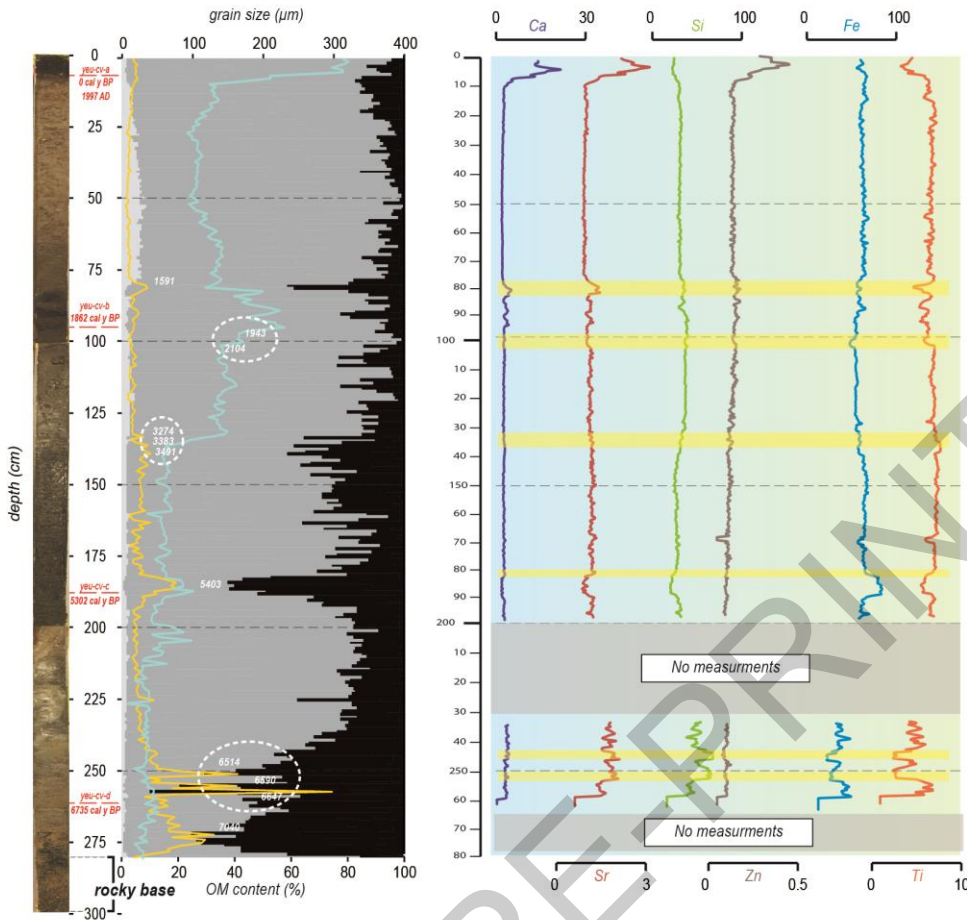 grain size (µm)
0 100 200 300 400
0 30 0 100 0 100
Ca Si Fe
depth (cm)
0
25
50
75
100
125
150
175
200
225
250
275
300
yeu-cv-a
0 cal y BP
1997 AD
yeu-cv-b
1862 cal y BP
yeu-cv-c
5302 cal y BP
yeu-cv-d
6735 cal y BP
1591
1943
2104
3274
3383
3491
5403
6514
6690
6647
7040
0 20 40 60 80 100
rocky base
OM content (%)
0
10
20
30
40
50
60
70
80
90
100
10
20
30
40
150
60
70
80
90
200
10
20
30
40
250
60
70
80
No measurments
No measurments
0 Sr 3 0 Zn 0.5 0 Ti 10
PRE-PRINT